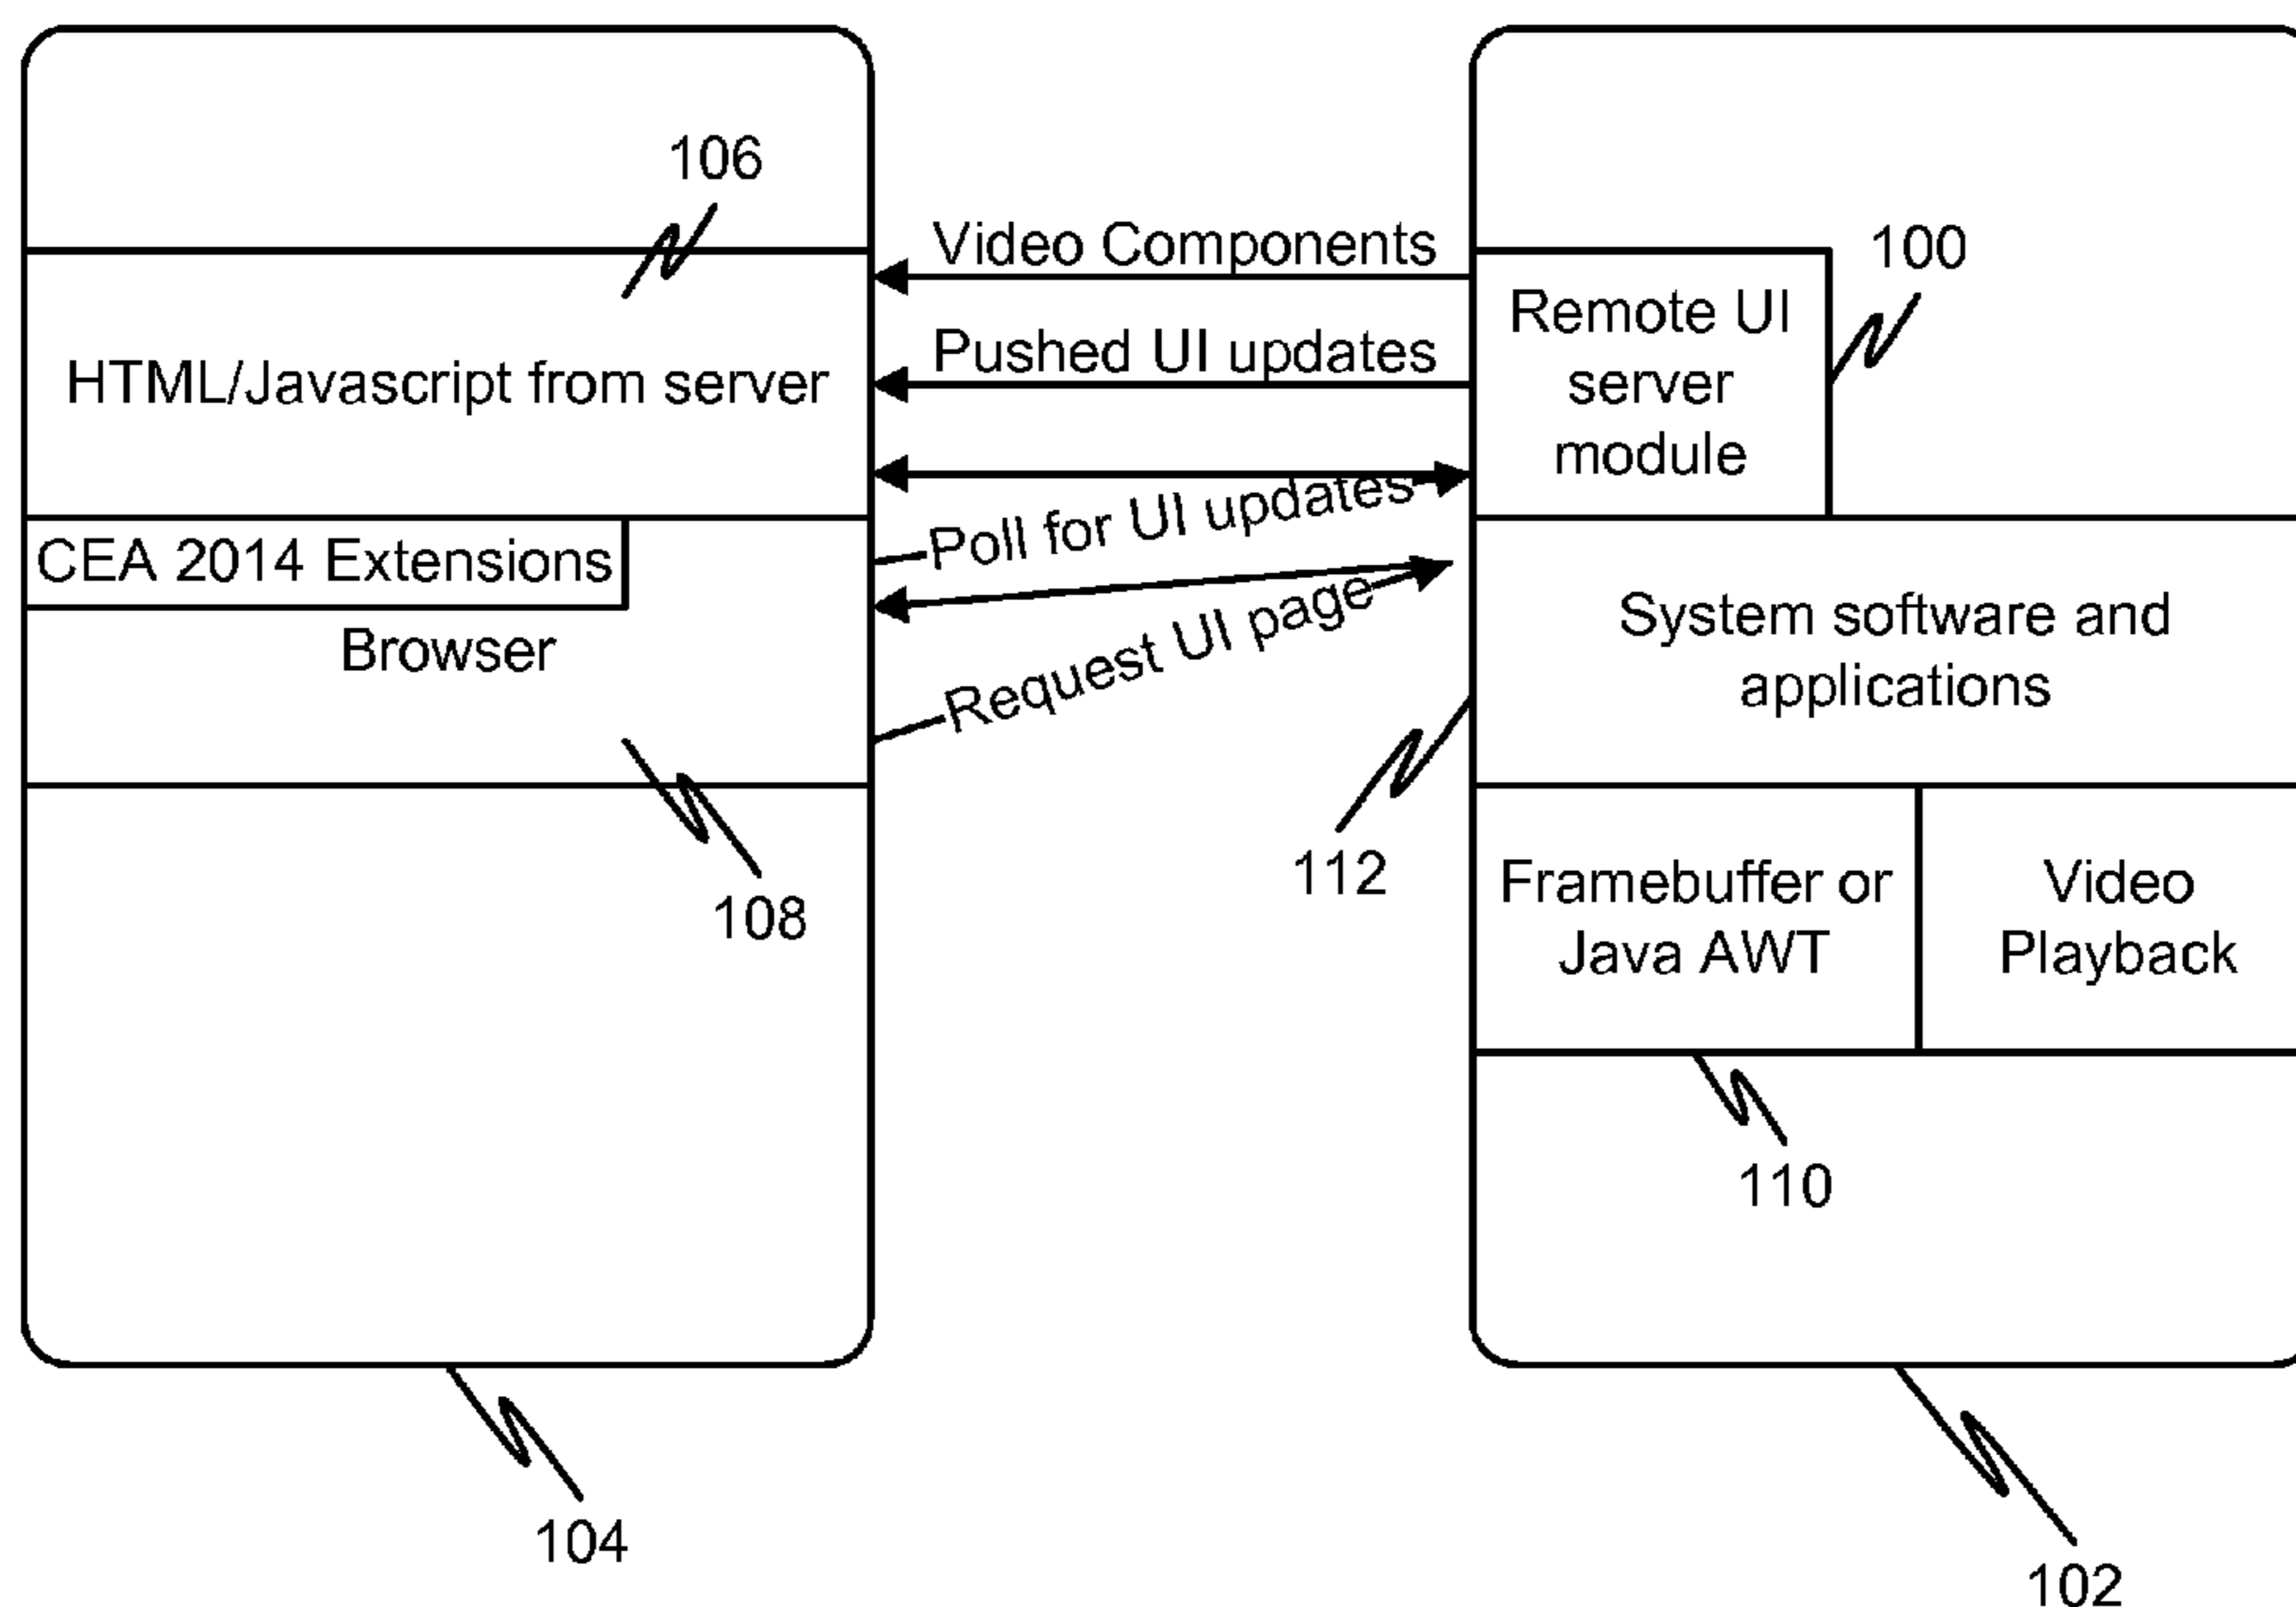 106
Video Components
100
Remote UI
server
module
Pushed UI updates
HTML/Javascript from server
Poll for UI updates
CEA 2014 Extensions
Browser
Request UI page
System software and
applications
112
108
Framebuffer or
Java AWT
Video
Playback
110
104
102